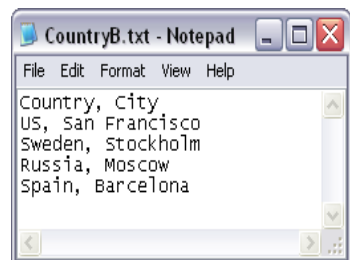 CountryB.txt - Notepad
File Edit Format View Help
Country, City
US, San Francisco
Sweden, Stockholm
Russia, Moscow
Spain, Barcelona